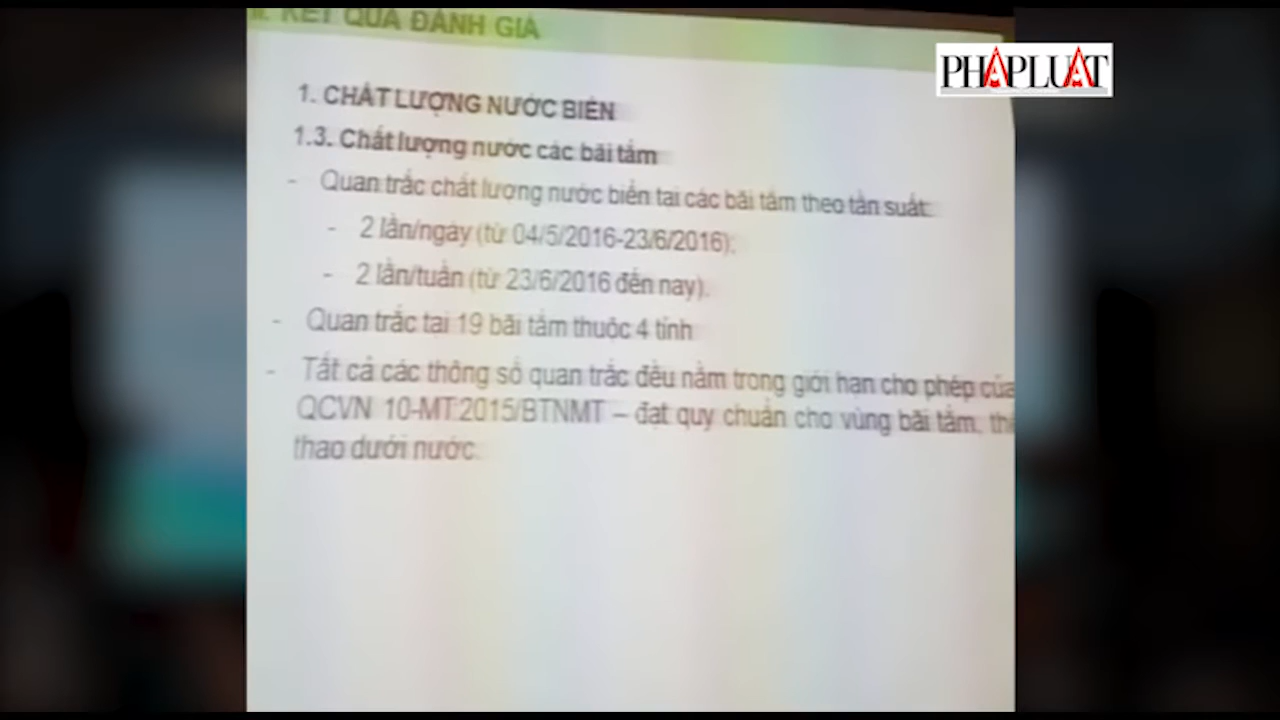 KẾT QUẢ ĐÁNH GIÁ
PHÁPLUẬT
1. CHẤT LƯỢNG NƯỚC BIỂN
1.3. Chất lượng nước các bãi tắm
- Quan trắc chất lượng nước biển tại các bãi tắm theo tần suất:
- 2 lần/ngày (từ 04/5/2016-23/6/2016);
- 2 lần/tuần (từ 23/6/2016 đến nay).
- Quan trắc tại 19 bãi tắm thuộc 4 tỉnh
- Tất cả các thông số quan trắc đều nằm trong giới hạn cho phép của
QCVN 10-MT:2015/BTNMT – đạt quy chuẩn cho vùng bãi tắm, th
thao dưới nước.